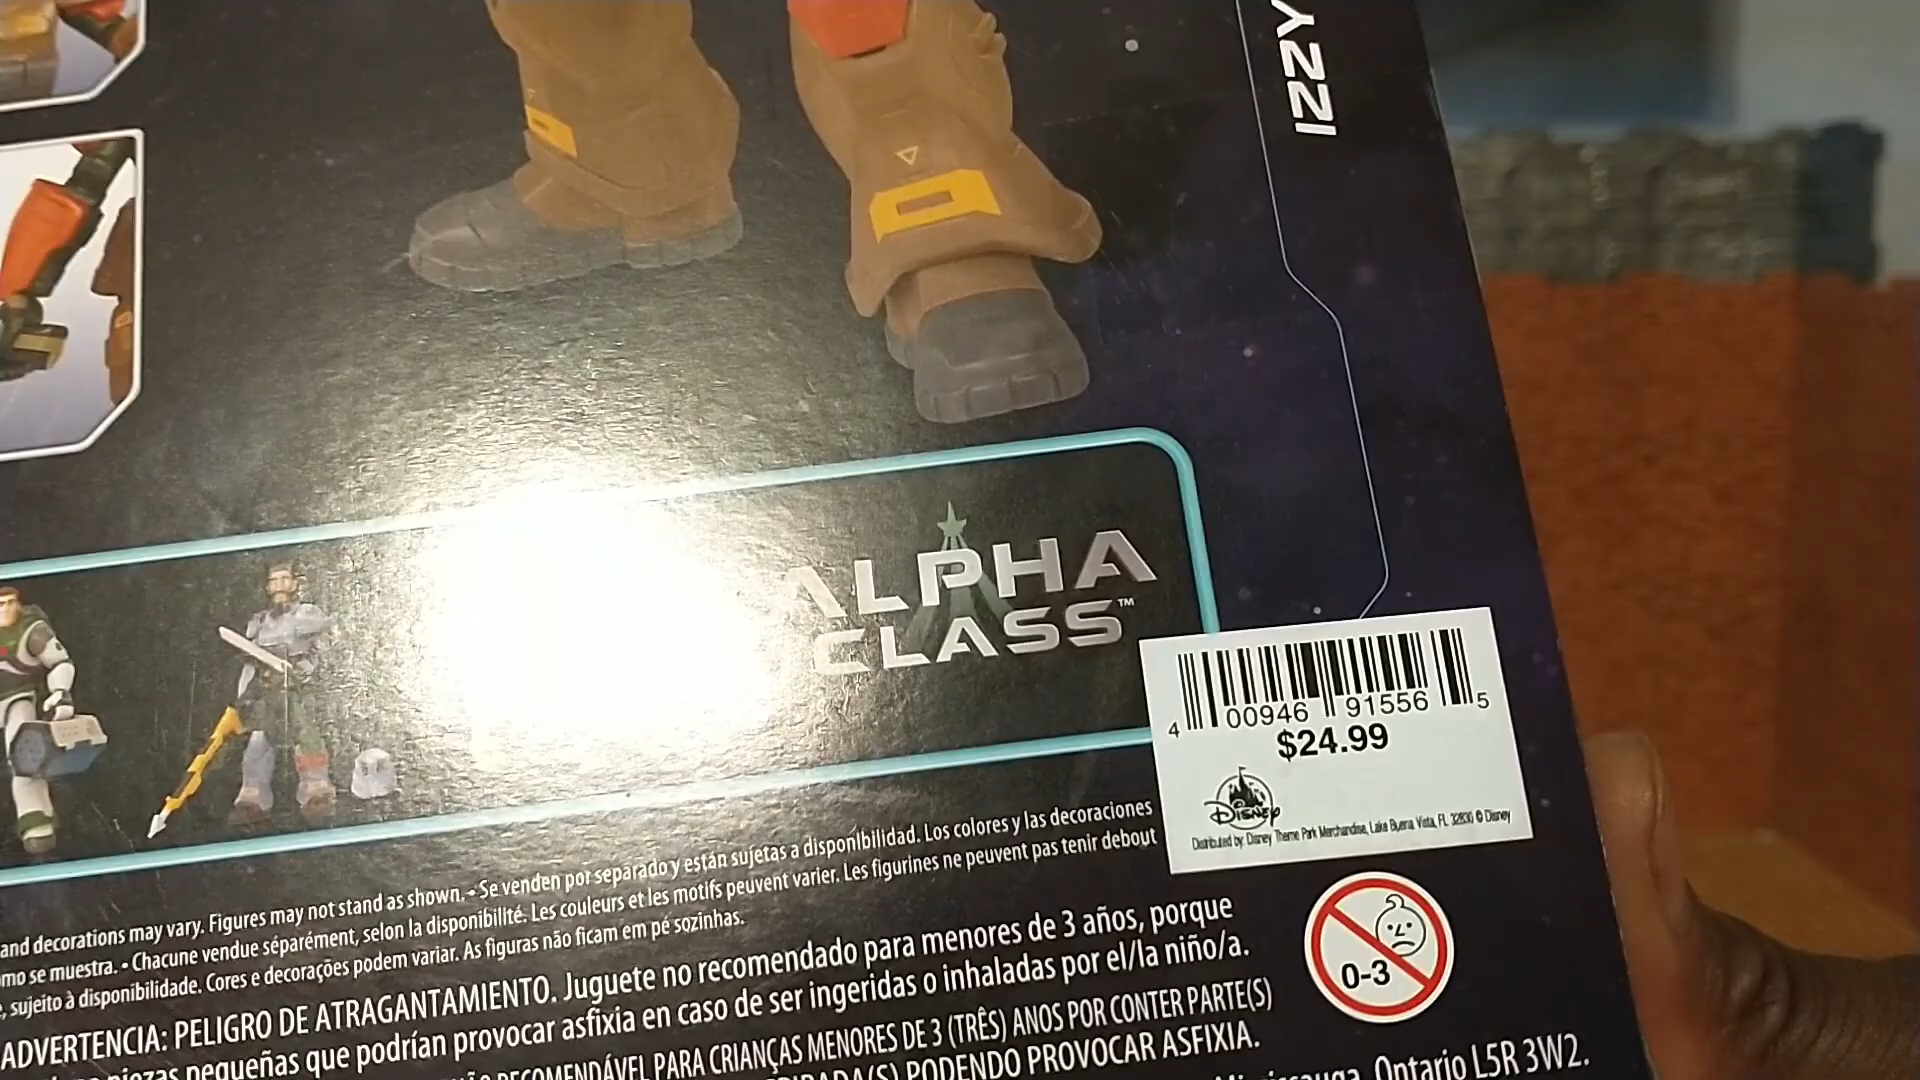 IZZY
ALPHA
CLASS™
4 00946 91556 5
$24.99
Disney
Distributed by: Disney Theme Park Merchandise, Lake Buena Vista, FL 32830 © Disney
and decorations may vary. Figures may not stand as shown. • Se venden por separado y están sujetas a disponibilidad. Los colores y las decoraciones
mo se muestra. • Chacune vendue séparément, selon la disponibilité. Les couleurs et les motifs peuvent varier. Les figurines ne peuvent pas tenir debout
, sujeito à disponibilidade. Cores e decorações podem variar. As figuras não ficam em pé sozinhas.
ADVERTENCIA: PELIGRO DE ATRAGANTAMIENTO. Juguete no recomendado para menores de 3 años, porque
piezas pequeñas que podrían provocar asfixia en caso de ser ingeridas o inhaladas por el/la niño/a.
RECOMENDÁVEL PARA CRIANÇAS MENORES DE 3 (TRÊS) ANOS POR CONTER PARTE(S)
PODENDO PROVOCAR ASFIXIA.
0-3
Ontario L5R 3W2.